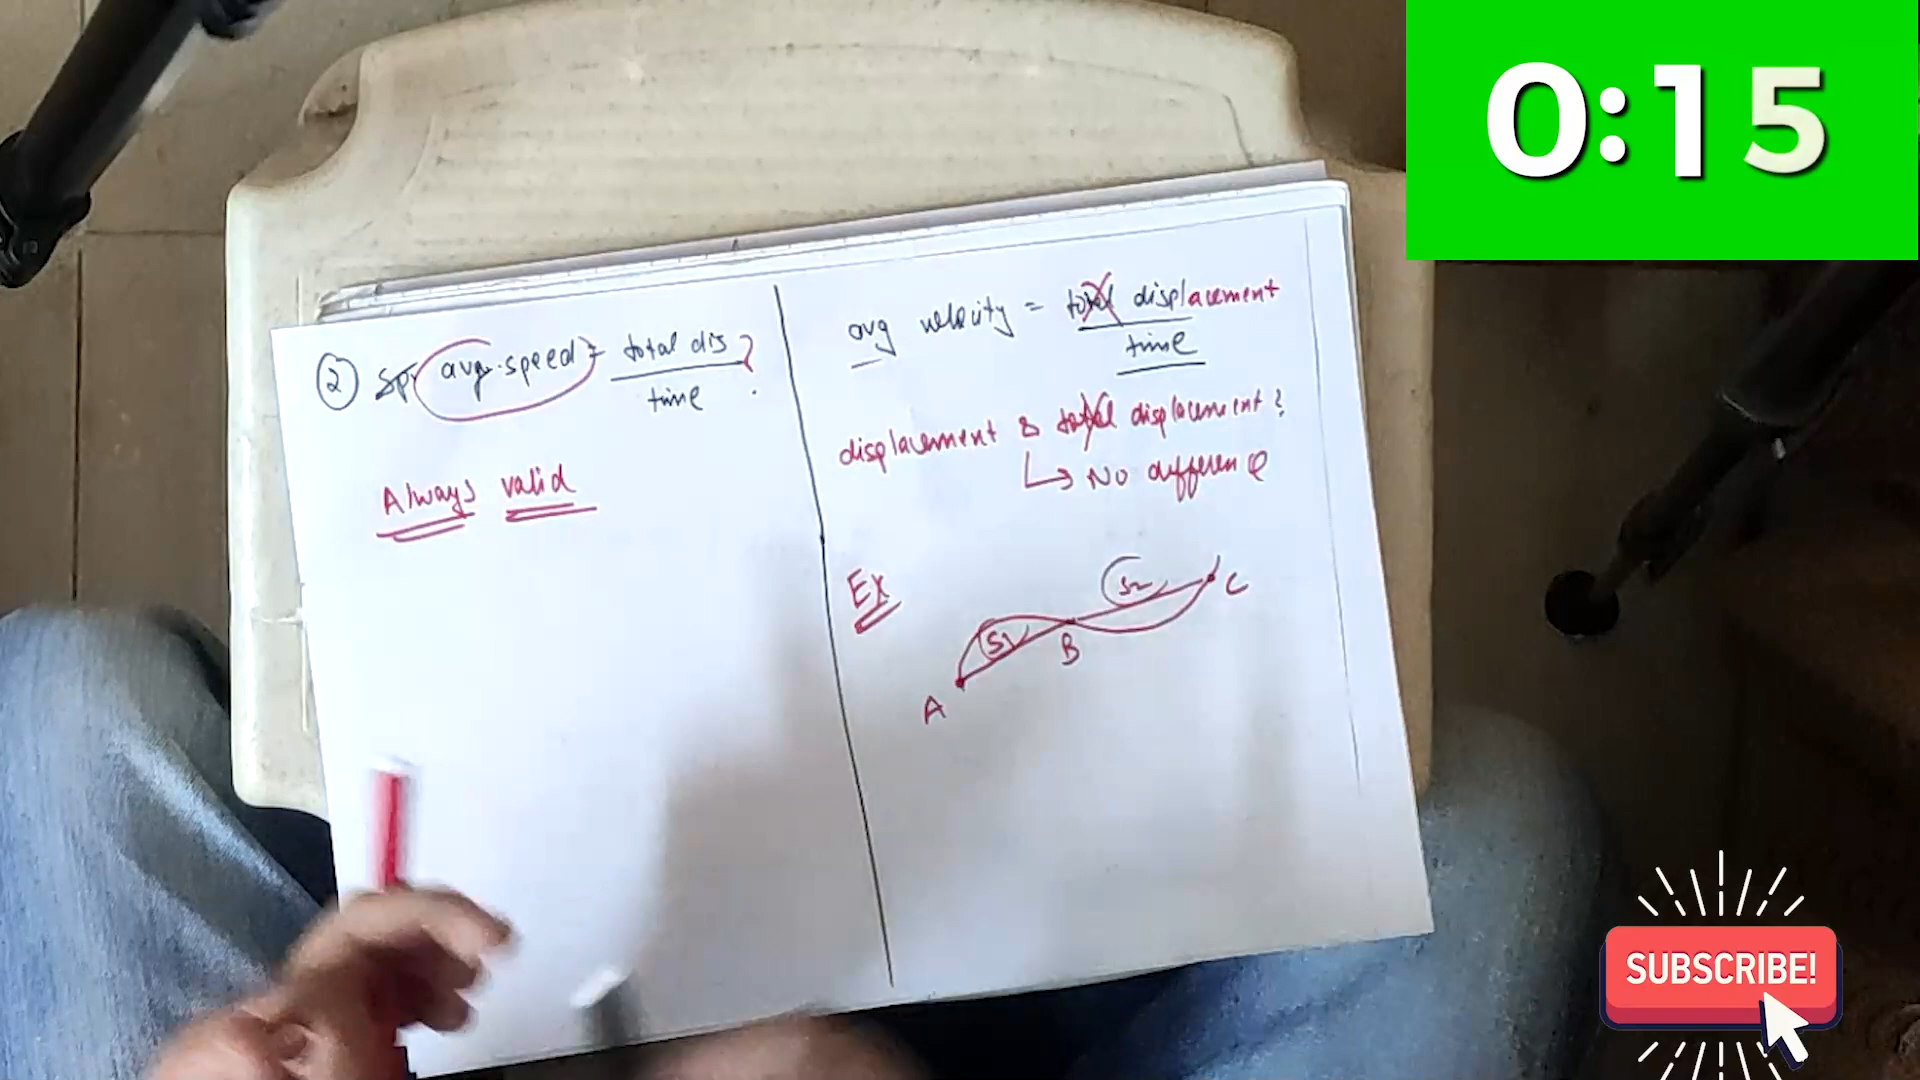 0:15
② Sp avg. speed = total dis ?
time
Always valid
avg velocity = total displacement
time
displacement & total displacement?
↳ No difference
Ex
S1
S2
A
B
C
SUBSCRIBE!